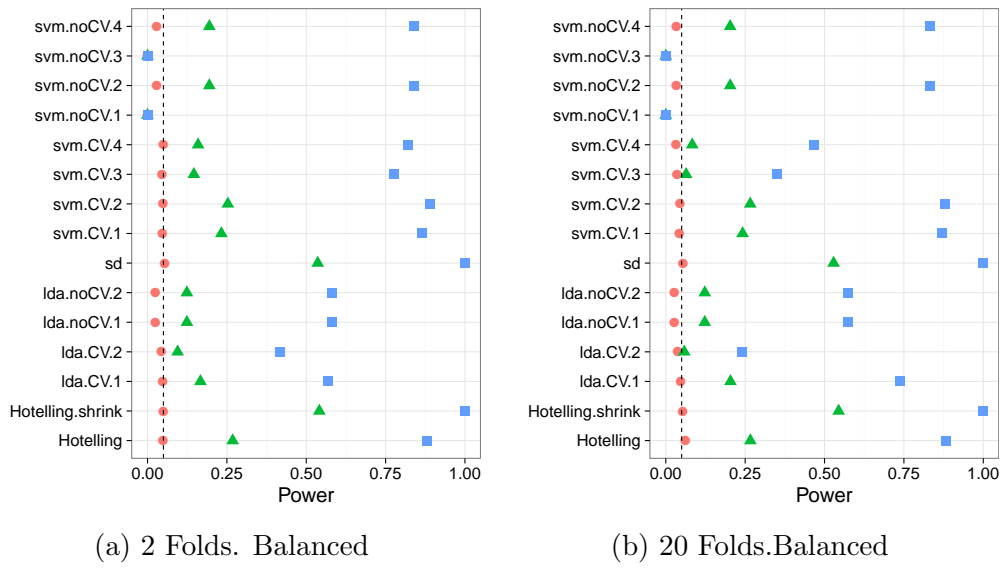 svm.noCV.4
svm.noCV.3
svm.noCV.2
svm.noCV.1
svm.CV.4
svm.CV.3
svm.CV.2
svm.CV.1
sd
lda.noCV.2
lda.noCV.1
lda.CV.2
lda.CV.1
Hotelling.shrink
Hotelling
0.00 0.25 0.50 0.75 1.00
Power
(a) 2 Folds. Balanced
svm.noCV.4
svm.noCV.3
svm.noCV.2
svm.noCV.1
svm.CV.4
svm.CV.3
svm.CV.2
svm.CV.1
sd
lda.noCV.2
lda.noCV.1
lda.CV.2
lda.CV.1
Hotelling.shrink
Hotelling
0.00 0.25 0.50 0.75 1.00
Power
(b) 20 Folds.Balanced